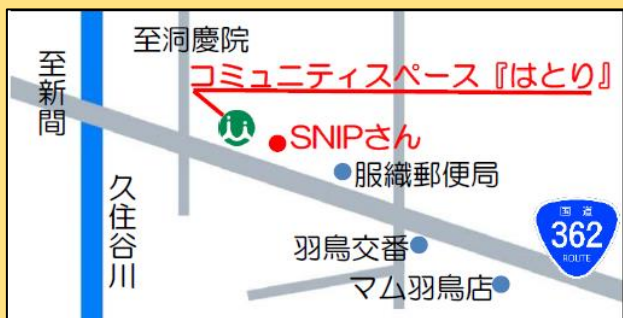 至洞慶院
至新間
コミュニティスペース『はとり』
SNIPさん
服織郵便局
久住谷川
羽鳥交番
マム羽鳥店
国道
362
ROUTE